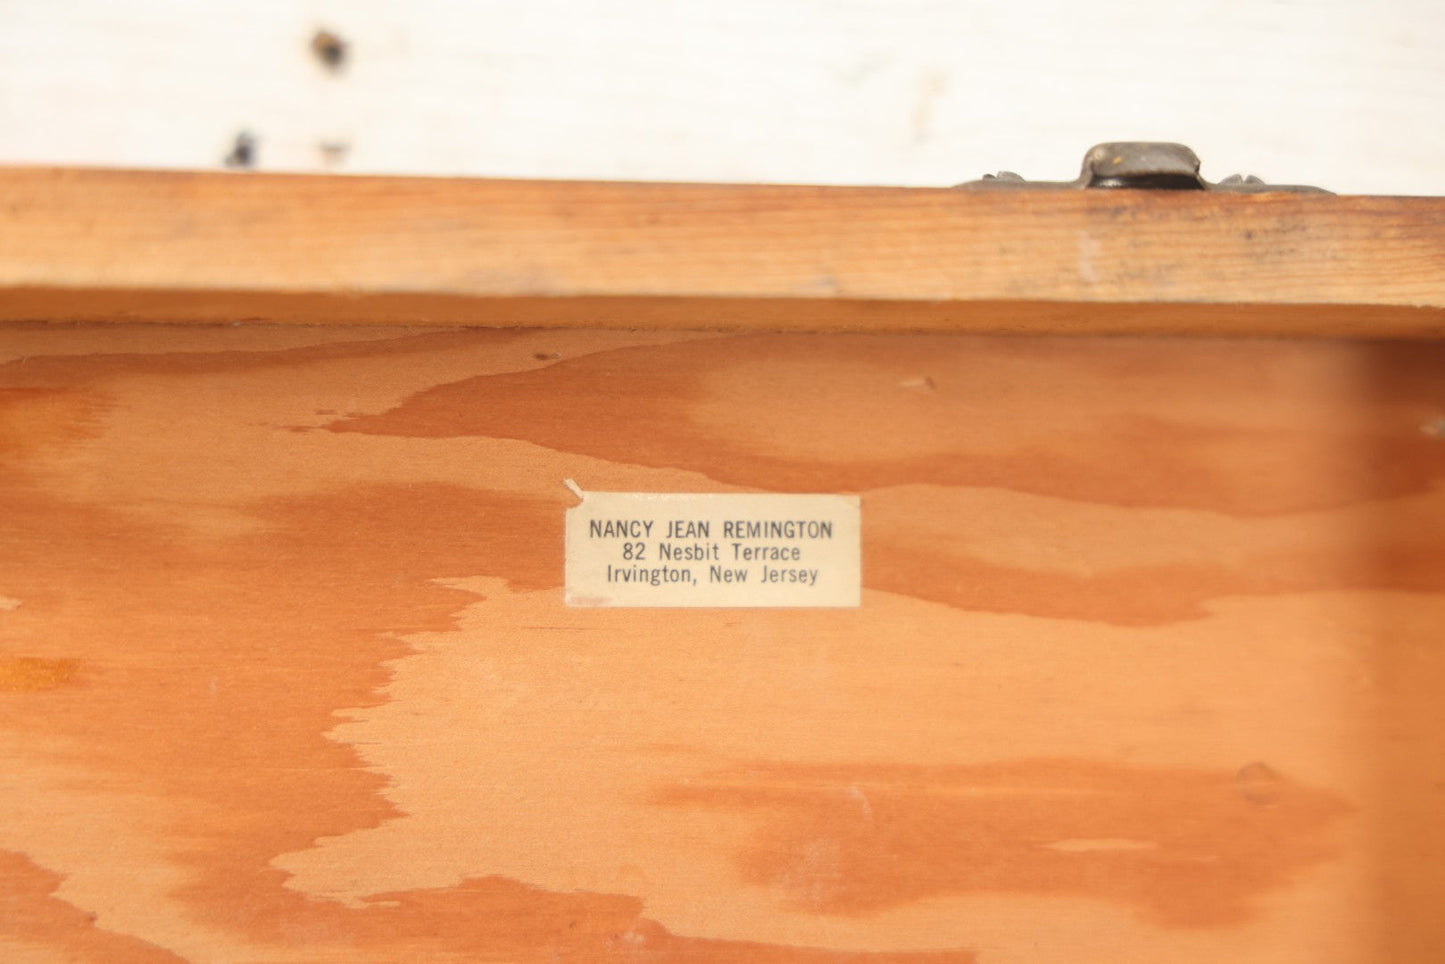 NANCY JEAN REMINGTON
82 Nesbit Terrace
Irvington, New Jersey